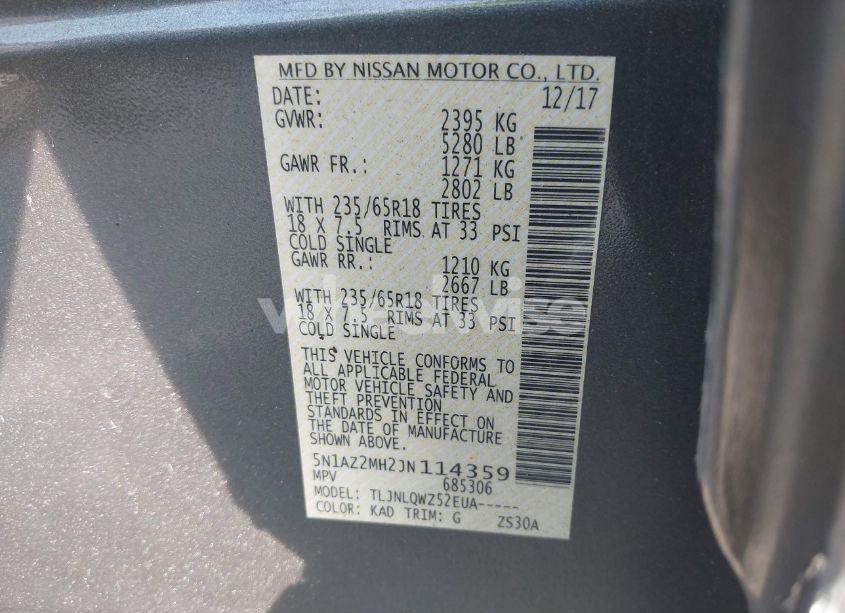 MFD BY NISSAN MOTOR CO., LTD.
DATE: 12/17
GVWR: 2395 KG
5280 LB
GAWR FR.: 1271 KG
2802 LB
WITH 235/65R18 TIRES
18 X 7.5 RIMS AT 33 PSI
COLD SINGLE
GAWR RR.: 1210 KG
2667 LB
WITH 235/65R18 TIRES
18 X 7.5 RIMS AT 33 PSI
COLD SINGLE
THIS VEHICLE CONFORMS TO
ALL APPLICABLE FEDERAL
MOTOR VEHICLE SAFETY AND
THEFT PREVENTION
STANDARDS IN EFFECT ON
THE DATE OF MANUFACTURE
SHOWN ABOVE.
5N1AZ2MH2JN114359
MPV 685306
MODEL: TLJNLQWZ52EUA-----
COLOR: KAD TRIM: G ZS30A